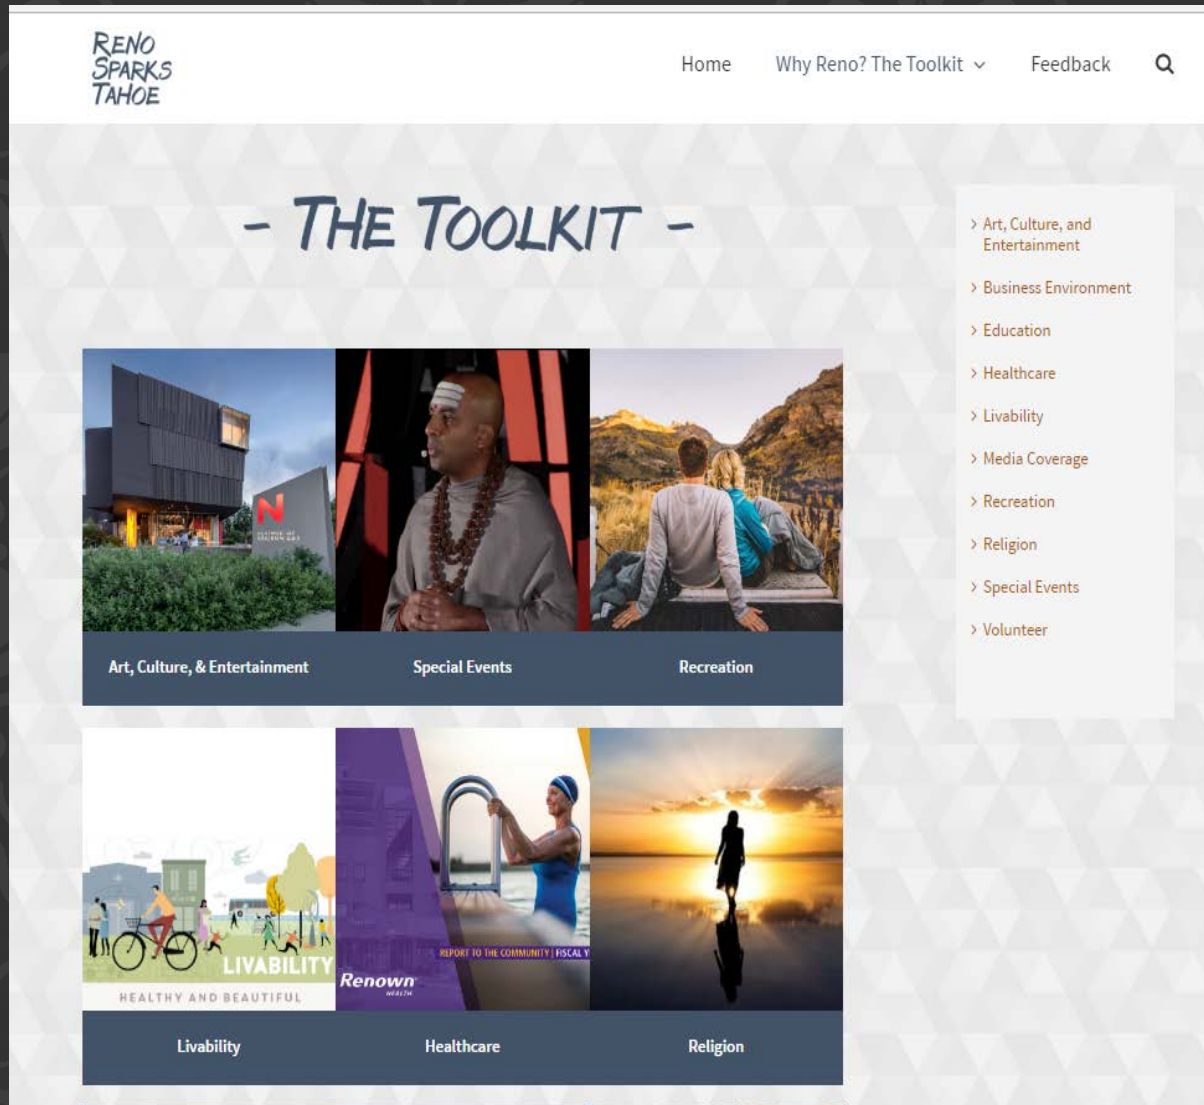 RENO
SPARKS
TAHOE
Home
Why Reno? The Toolkit
Feedback
- THE TOOLKIT -
> Art, Culture, and
Entertainment
> Business Environment
> Education
> Healthcare
> Livability
> Media Coverage
> Recreation
> Religion
> Special Events
> Volunteer
N
Art, Culture, & Entertainment
Special Events
Recreation
LIVABILITY
HEALTHY AND BEAUTIFUL
REPORT TO THE COMMUNITY | FISCAL Y
Renown
HEALTH
Livability
Healthcare
Religion